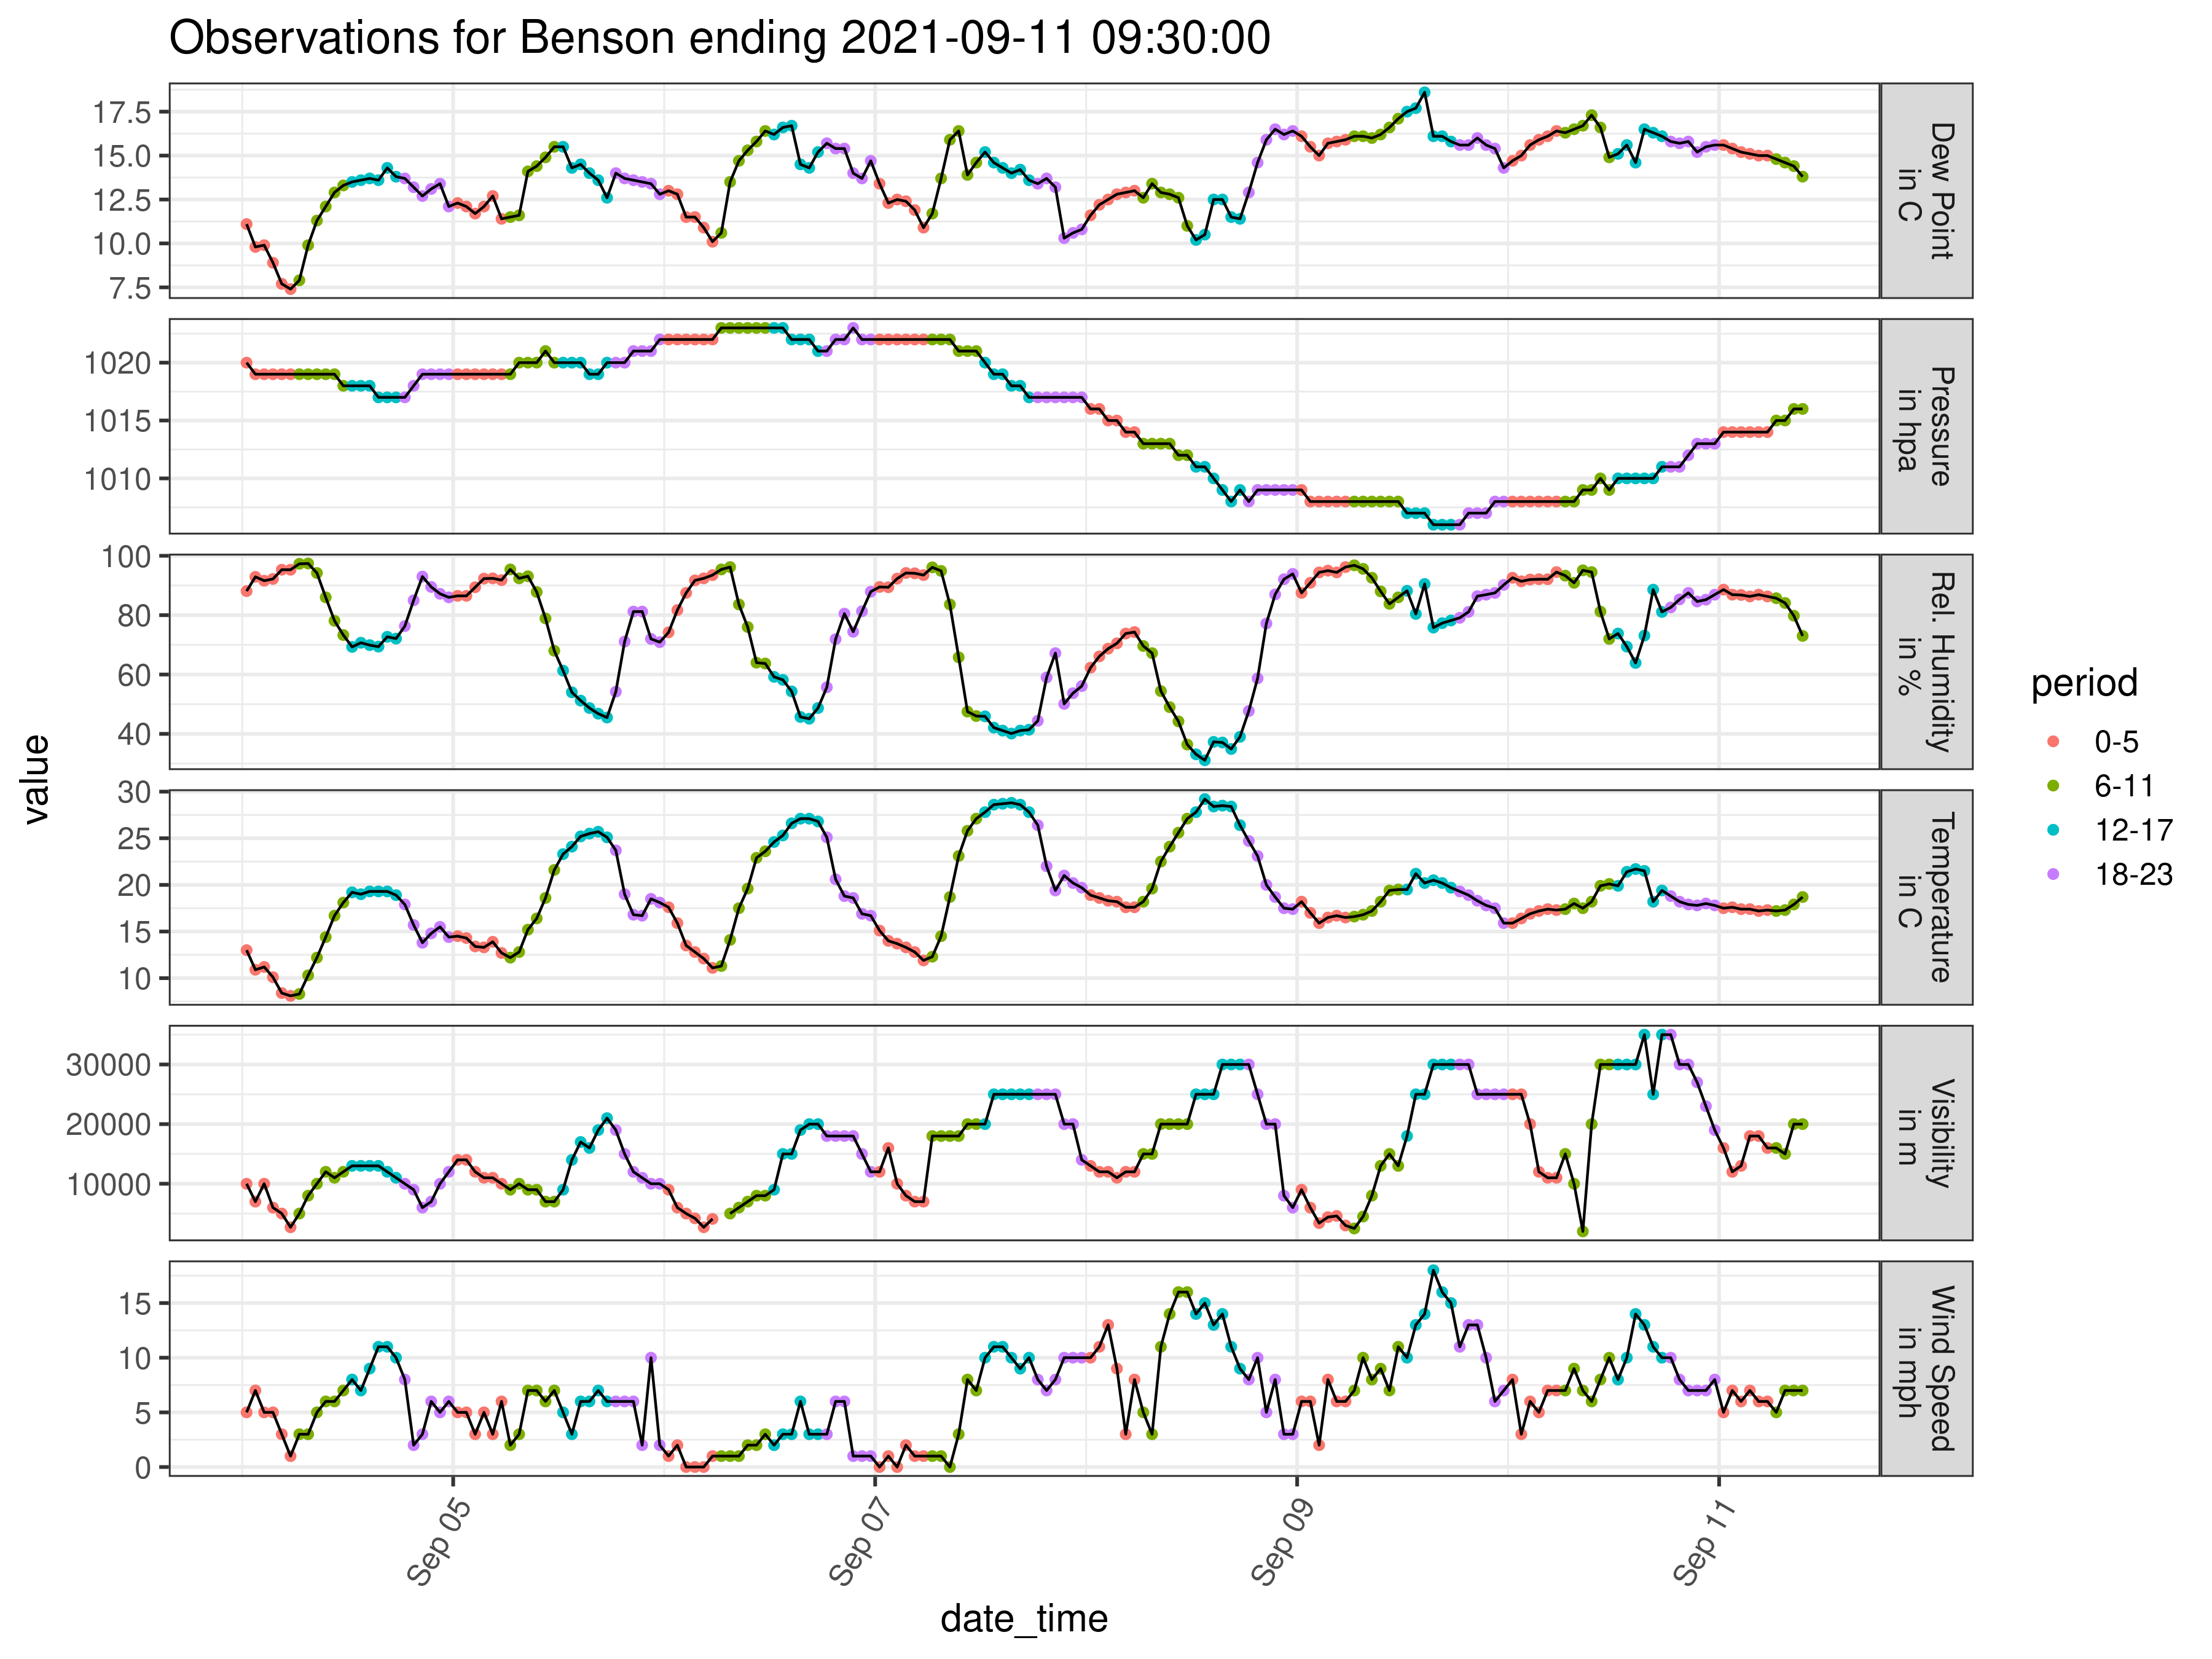 Observations for Benson ending 2021-09-11 09:30:00
17.5
15.0
12.5
10.0
7.5
Dew Point
in C
1020
1015
1010
Pressure
in hpa
100
80
60
40
Rel. Humidity
in %
30
25
20
15
10
Temperature
in C
30000
20000
10000
Visibility
in m
15
10
5
0
Wind Speed
in mph
value
Sep 05
Sep 07
Sep 09
Sep 11
date_time
period
0-5
6-11
12-17
18-23